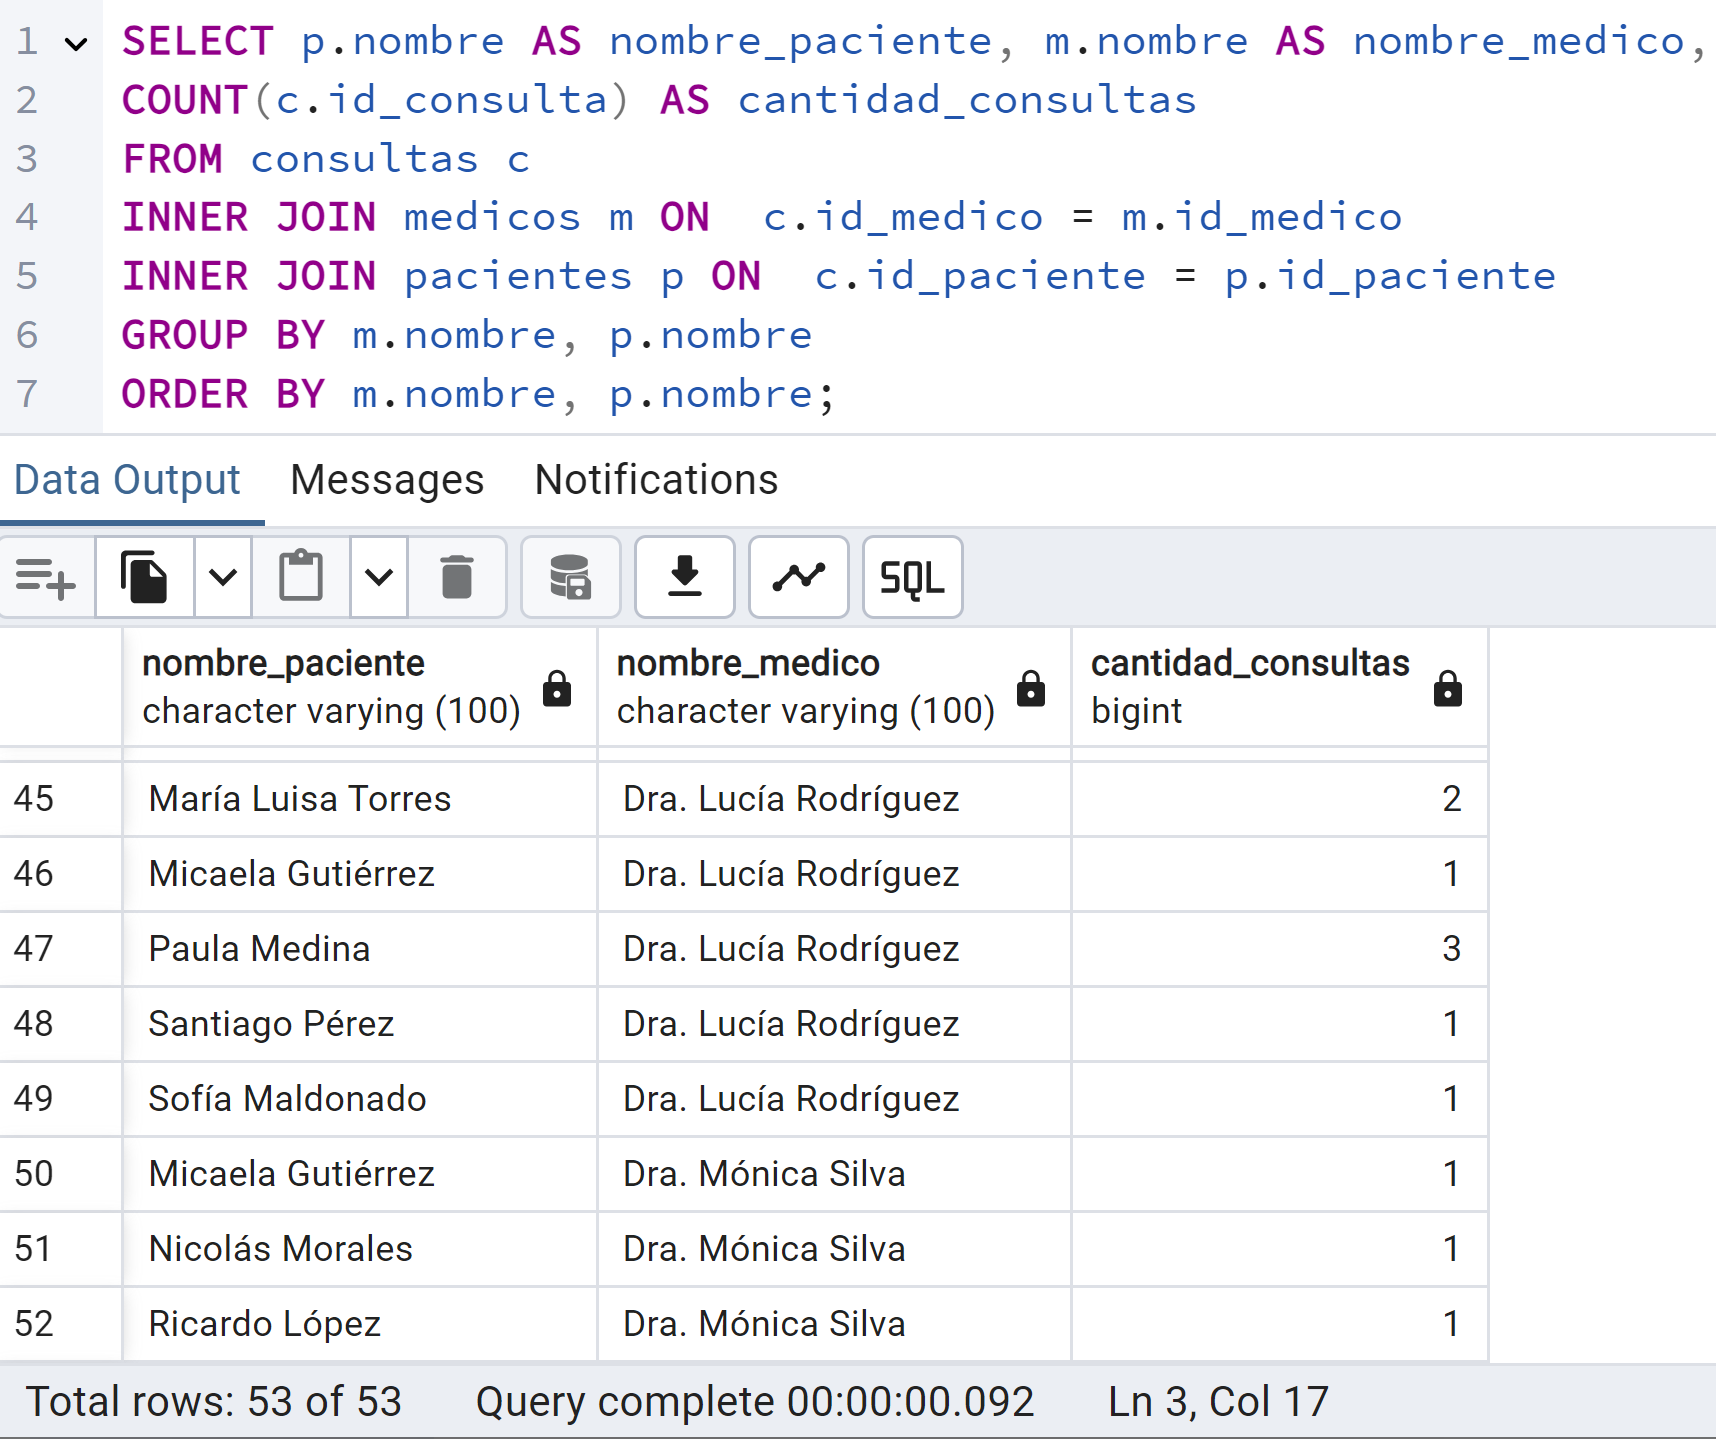 1 SELECT p.nombre AS nombre_paciente, m.nombre AS nombre_medico,
2 COUNT(c.id_consulta) AS cantidad_consultas
3 FROM consultas c
4 INNER JOIN medicos m ON  c.id_medico = m.id_medico
5 INNER JOIN pacientes p ON  c.id_paciente = p.id_paciente
6 GROUP BY m.nombre, p.nombre
7 ORDER BY m.nombre, p.nombre;
Data Output Messages Notifications
SQL
nombre_paciente nombre_medico cantidad_consultas
character varying (100) character varying (100) bigint
45 María Luisa Torres Dra. Lucía Rodríguez 2
46 Micaela Gutiérrez Dra. Lucía Rodríguez 1
47 Paula Medina Dra. Lucía Rodríguez 3
48 Santiago Pérez Dra. Lucía Rodríguez 1
49 Sofía Maldonado Dra. Lucía Rodríguez 1
50 Micaela Gutiérrez Dra. Mónica Silva 1
51 Nicolás Morales Dra. Mónica Silva 1
52 Ricardo López Dra. Mónica Silva 1
Total rows: 53 of 53 Query complete 00:00:00.092 Ln 3, Col 17